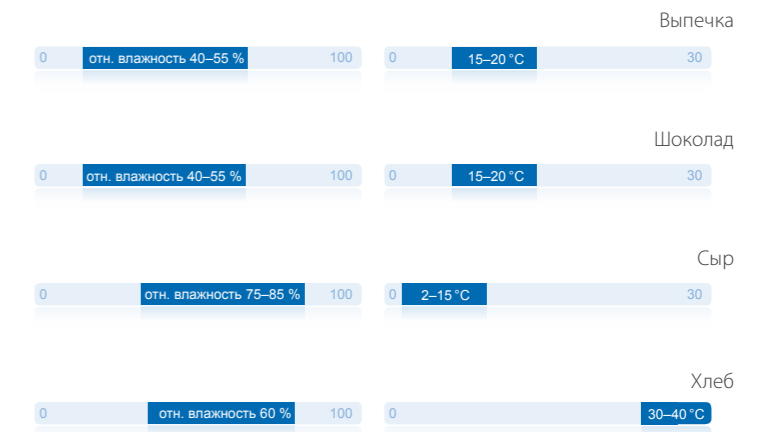 Выпечка
0 отн. влажность 40–55 % 100 0 15–20 °C 30
Шоколад
0 отн. влажность 40–55 % 100 0 15–20 °C 30
Сыр
0 отн. влажность 75–85 % 100 0 2–15 °C 30
Хлеб
0 отн. влажность 60 % 100 0 30–40 °C